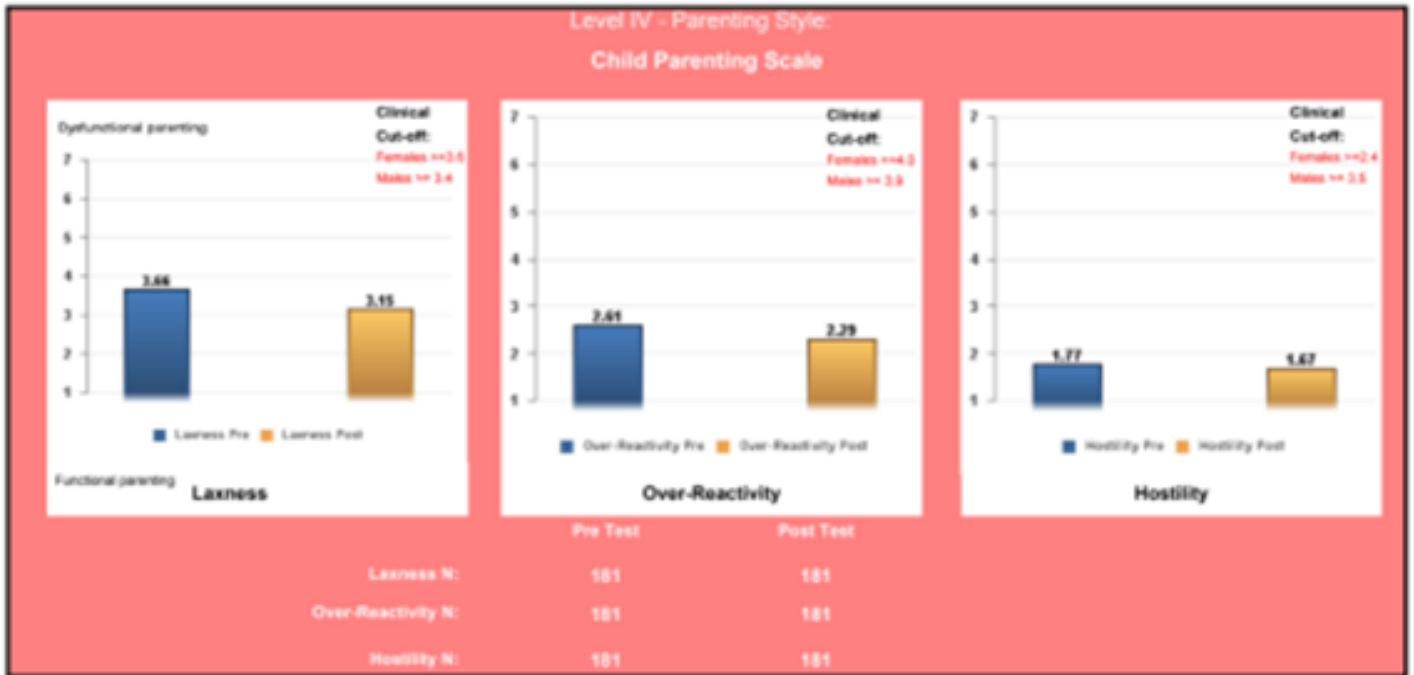 Level IV - Parenting Style:
Child Parenting Scale
Dysfunctional parenting
Clinical
Cut-off:
Females >=3.6
Males >= 3.4
7
6
5
4
3
2
1
3.66
3.15
Laxness Pre Laxness Post
Functional parenting
Laxness
Clinical
Cut-off:
Females >=4.0
Males >= 3.9
7
6
5
4
3
2
1
2.61
2.29
Over-Reactivity Pre Over-Reactivity Post
Over-Reactivity
Clinical
Cut-off:
Females >=2.4
Males >= 3.5
7
6
5
4
3
2
1
1.77
1.67
Hostility Pre Hostility Post
Hostility
Pre Test Post Test
Laxness N: 181 181
Over-Reactivity N: 181 181
Hostility N: 181 181